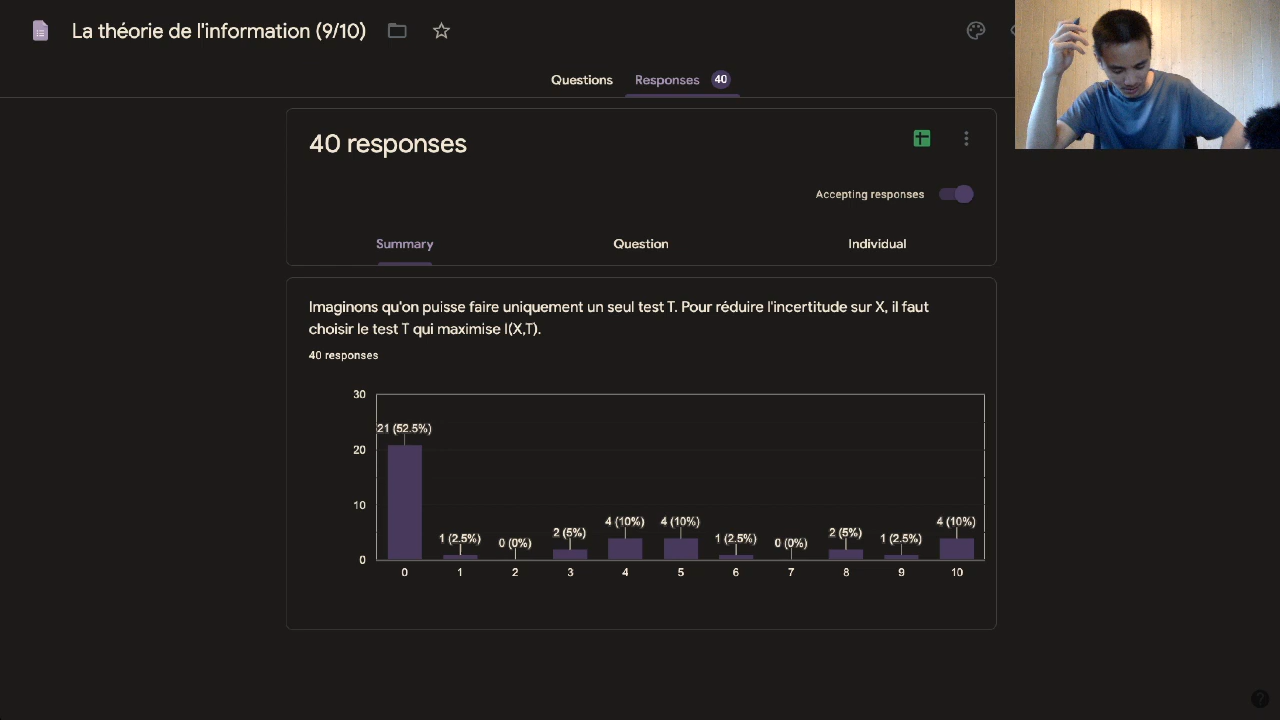 La théorie de l'information (9/10)
Questions
Responses 40
40 responses
Accepting responses
Summary
Question
Individual
Imaginons qu'on puisse faire uniquement un seul test T. Pour réduire l'incertitude sur X, il faut
choisir le test T qui maximise I(X,T).
40 responses
30
20
10
0
21 (52.5%)
1 (2.5%)
0 (0%)
2 (5%)
4 (10%)
4 (10%)
1 (2.5%)
0 (0%)
2 (5%)
1 (2.5%)
4 (10%)
0 1 2 3 4 5 6 7 8 9 10